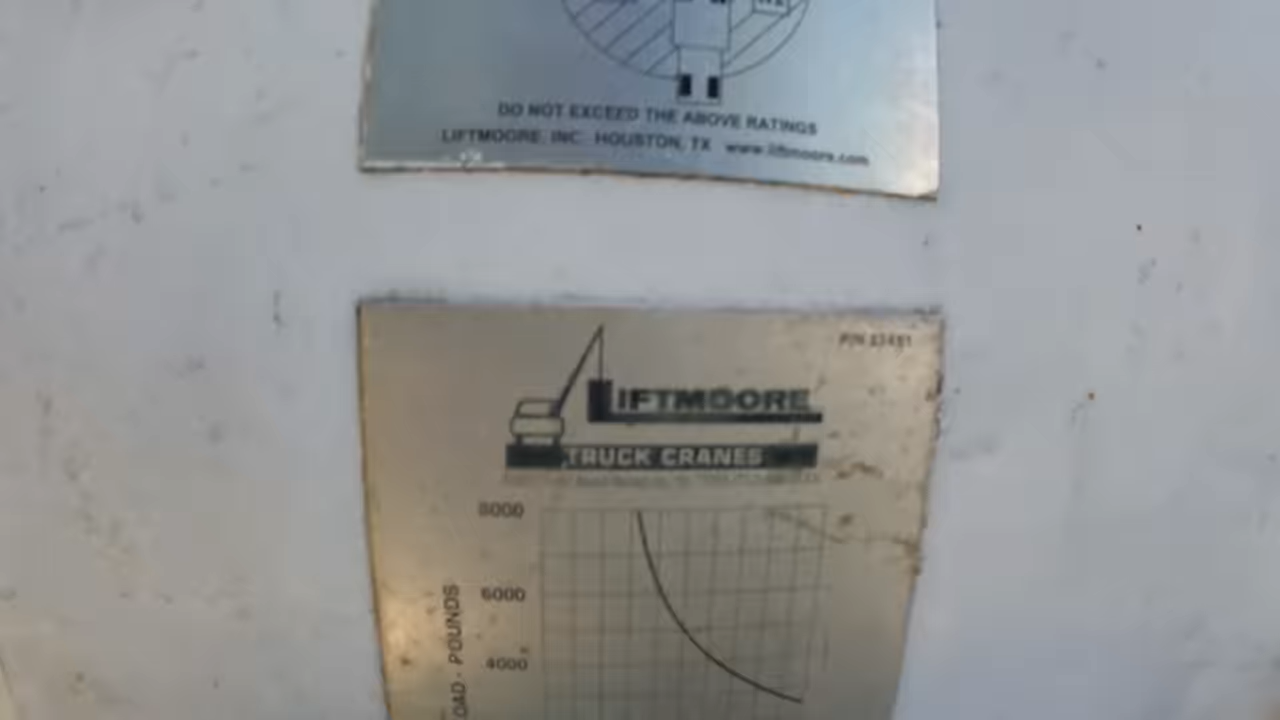 DO NOT EXCEED THE ABOVE RATINGS
LIFTMOORE, INC. HOUSTON, TX www.liftmoore.com
P/N
LIFTMOORE
TRUCK CRANES
8000
6000
4000
OAD - POUNDS